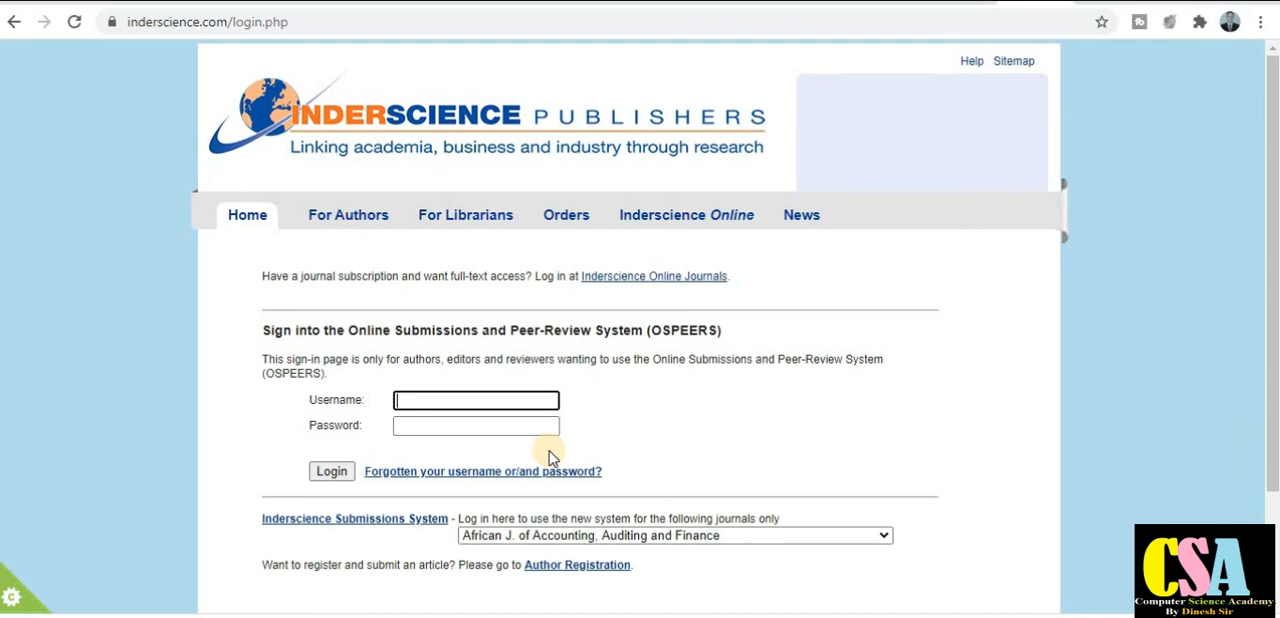 inderscience.com/login.php
Help Sitemap
INDERSCIENCE PUBLISHERS
Linking academia, business and industry through research
Home For Authors For Librarians Orders Inderscience Online News
Have a journal subscription and want full-text access? Log in at Inderscience Online Journals.
Sign into the Online Submissions and Peer-Review System (OSPEERS)
This sign-in page is only for authors, editors and reviewers wanting to use the Online Submissions and Peer-Review System
(OSPEERS).
Username:
Password:
Login Forgotten your username or/and password?
Inderscience Submissions System - Log in here to use the new system for the following journals only
African J. of Accounting, Auditing and Finance
Want to register and submit an article? Please go to Author Registration.
CSA
Computer Science Academy
By Dinesh Sir